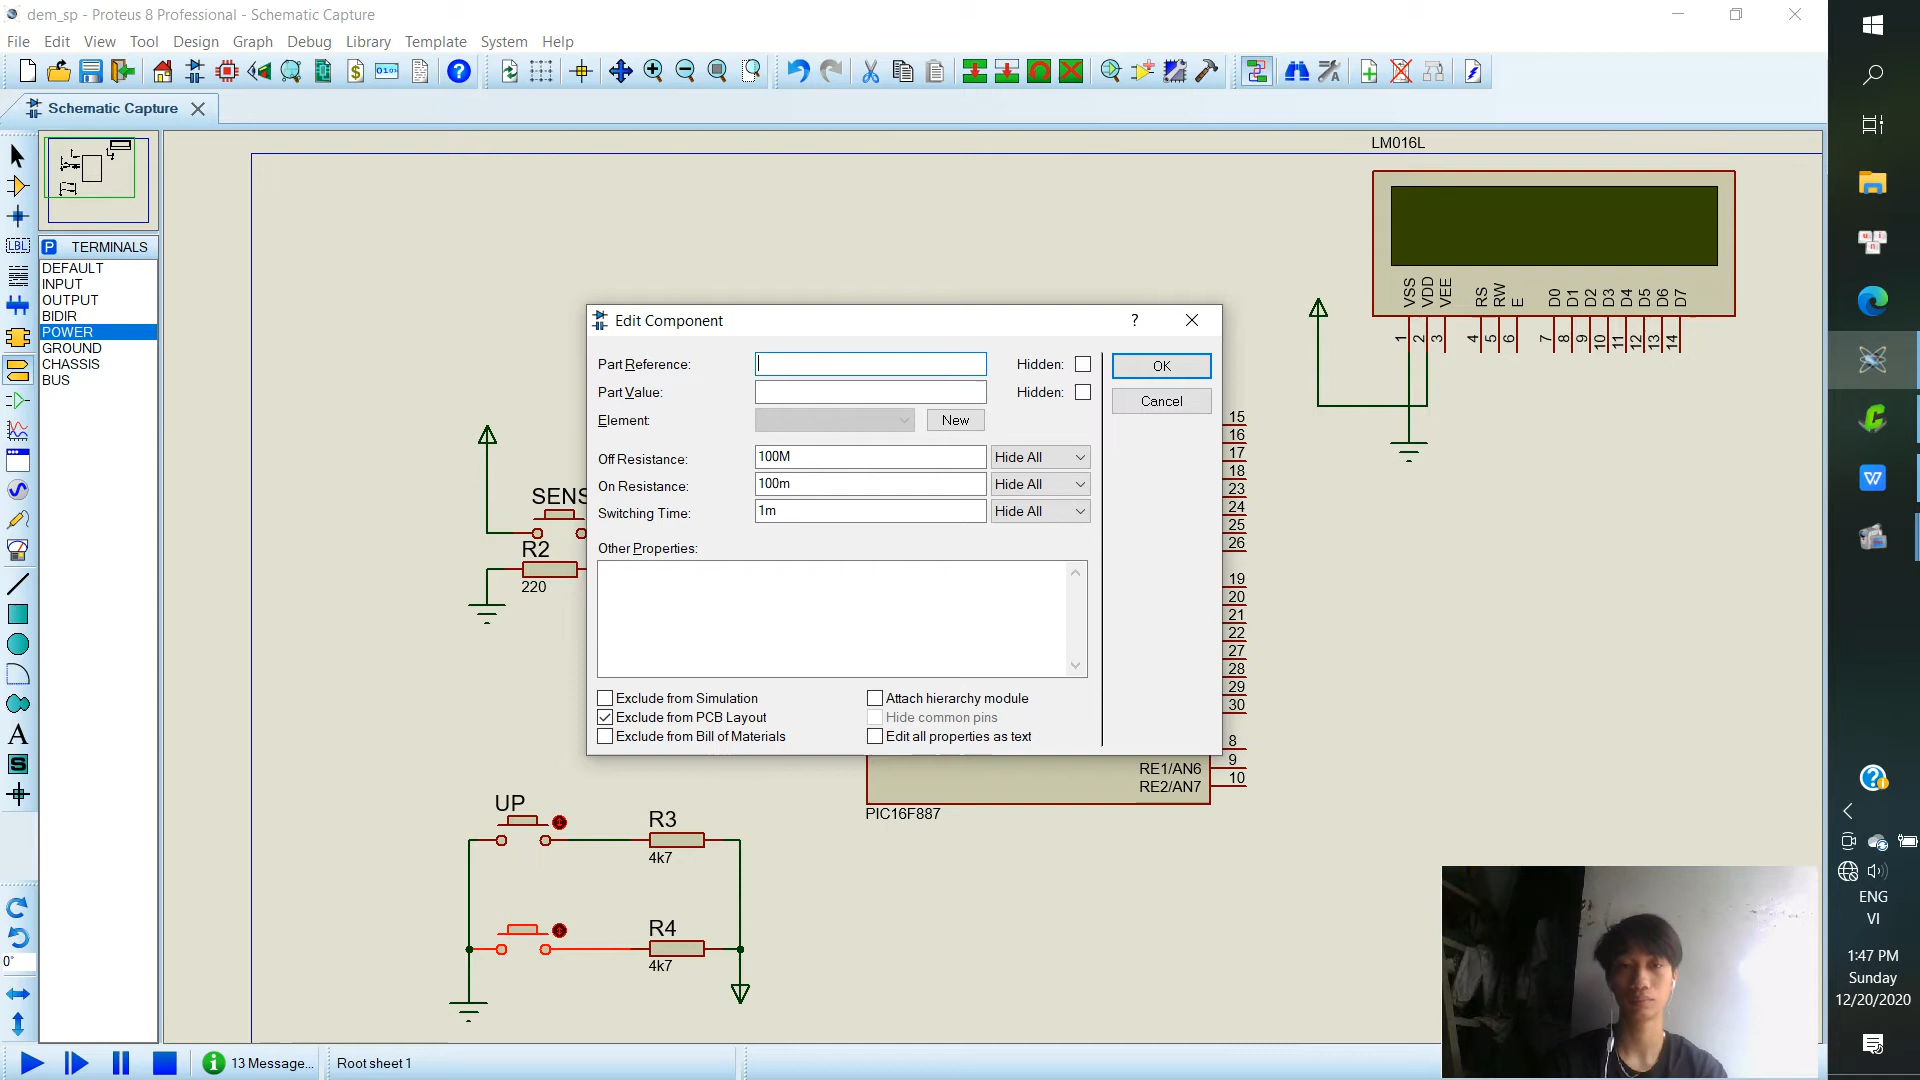 dem_sp - Proteus 8 Professional - Schematic Capture
File Edit View Tool Design Graph Debug Library Template System Help
Schematic Capture
LBL
P TERMINALS
DEFAULT
INPUT
OUTPUT
BIDIR
POWER
GROUND
CHASSIS
BUS
A
S
0°
LM016L
VSS VDD VEE RS RW E D0 D1 D2 D3 D4 D5 D6 D7
1 2 3 4 5 6 7 8 9 10 11 12 13 14
Edit Component
Part Reference: Hidden:
Part Value: Hidden:
Element: New
Off Resistance: 100M Hide All
On Resistance: 100m Hide All
Switching Time: 1m Hide All
Other Properties:
Exclude from Simulation
Exclude from PCB Layout
Exclude from Bill of Materials
Attach hierarchy module
Hide common pins
Edit all properties as text
OK
Cancel
SENS
R2
220
15
16
17
18
23
24
25
26
19
20
21
22
27
28
29
30
8
RE1/AN6 9
RE2/AN7 10
PIC16F887
UP
R3
4k7
R4
4k7
13 Message...
Root sheet 1
ENG
VI
1:47 PM
Sunday
12/20/2020